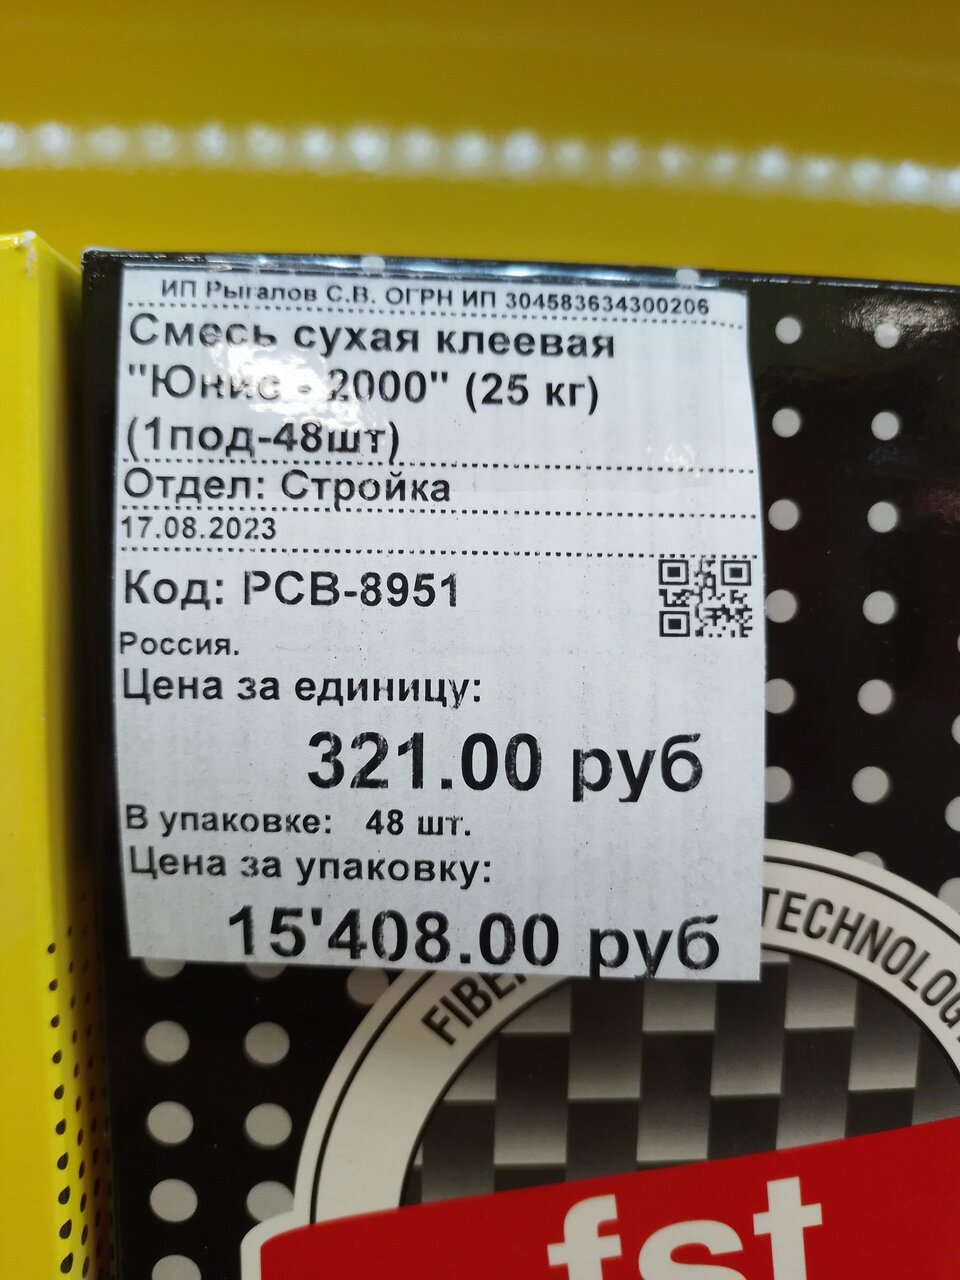 ИП Рыгалов С.В. ОГРН ИП 304583634300206
Смесь сухая клеевая
"Юнис - 2000" (25 кг)
(1под-48шт)
Отдел: Стройка
17.08.2023
Код: РСВ-8951
Россия.
Цена за единицу:
321.00 руб
В упаковке: 48 шт.
Цена за упаковку:
15'408.00 руб
fst